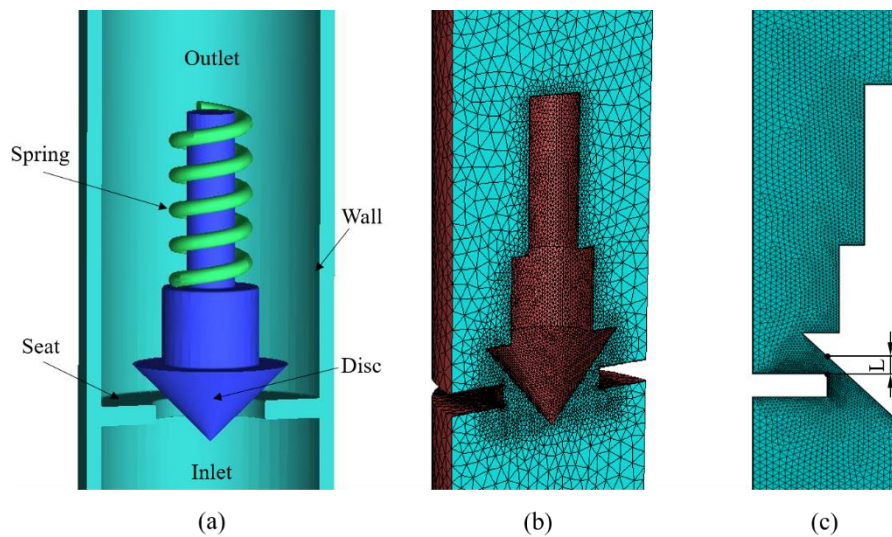 Outlet
Spring
Wall
Seat
Disc
Inlet
L
(a)
(b)
(c)